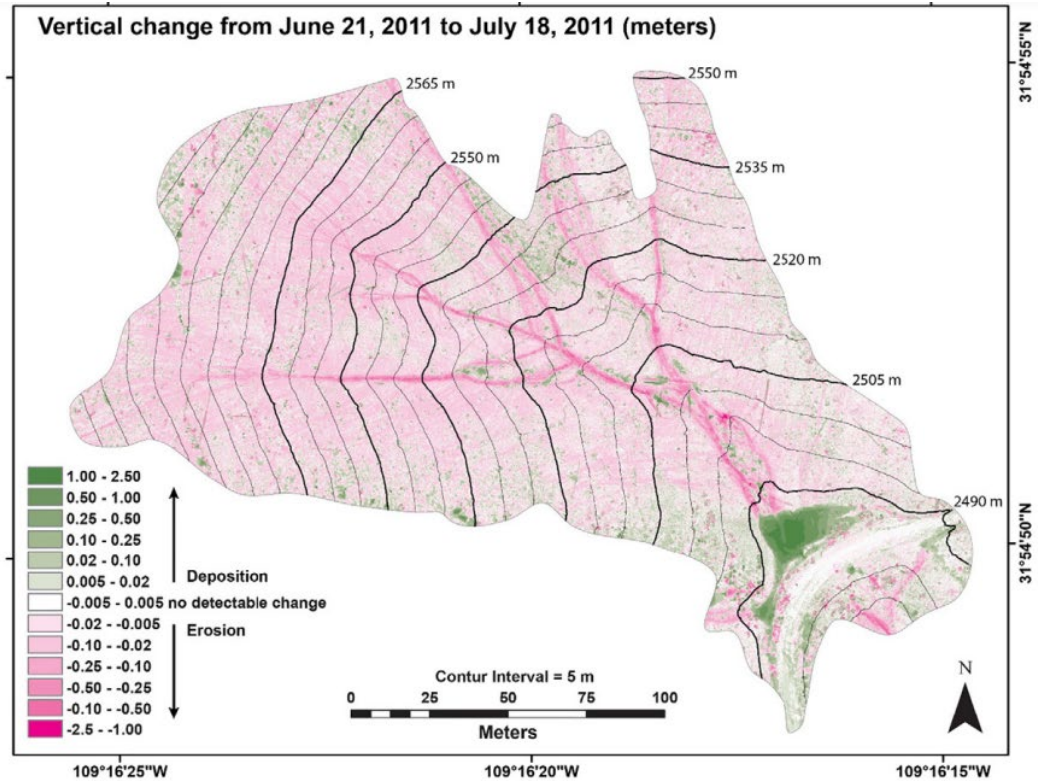 Vertical change from June 21, 2011 to July 18, 2011 (meters)
31°54'55"N
2565 m
2550 m
2550 m
2535 m
2520 m
2505 m
2490 m
31°54'50"N
1.00 - 2.50
0.50 - 1.00
0.25 - 0.50
0.10 - 0.25
0.02 - 0.10
0.005 - 0.02
Deposition
-0.005 - 0.005 no detectable change
-0.02 - -0.005
Erosion
-0.10 - -0.02
-0.25 - -0.10
-0.50 - -0.25
-0.10 - -0.50
-2.5 - -1.00
Contur Interval = 5 m
0 25 50 75 100
Meters
N
109°16'25"W 109°16'20"W 109°16'15"W